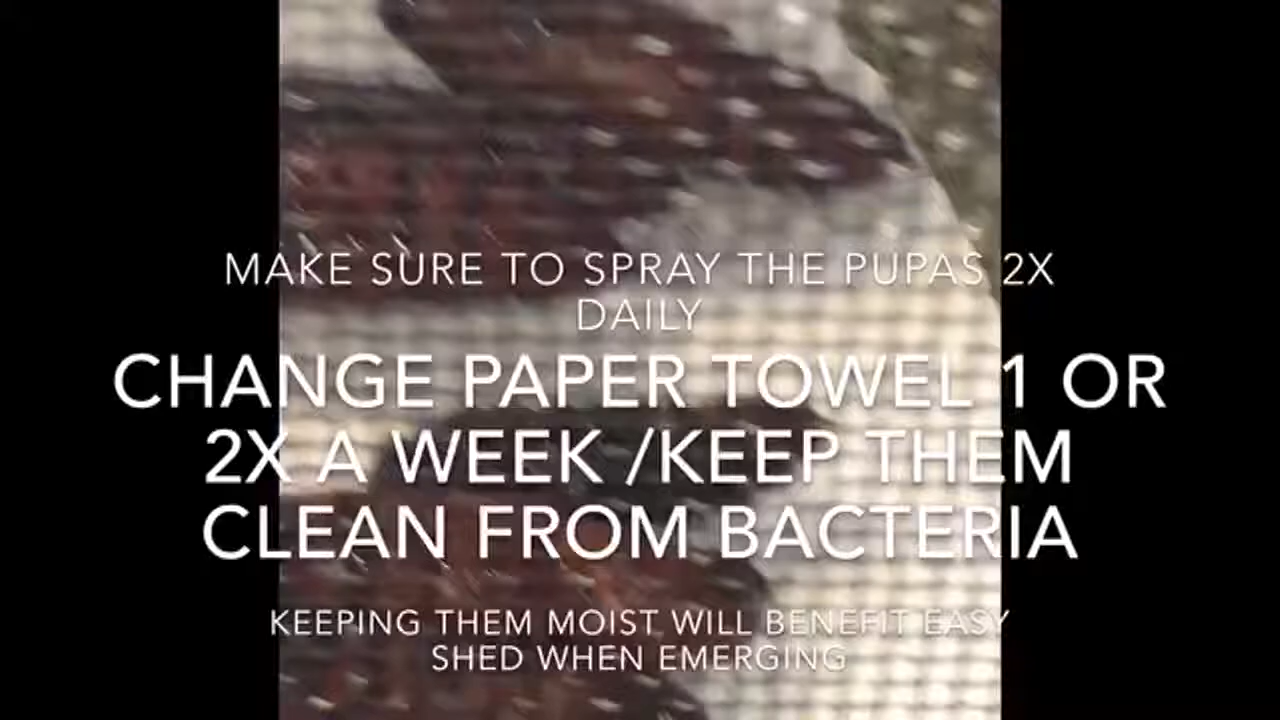 MAKE SURE TO SPRAY THE PUPAS 2X
DAILY
CHANGE PAPER TOWEL 1 OR
2X A WEEK /KEEP THEM
CLEAN FROM BACTERIA
KEEPING THEM MOIST WILL BENEFIT EASY
SHED WHEN EMERGING